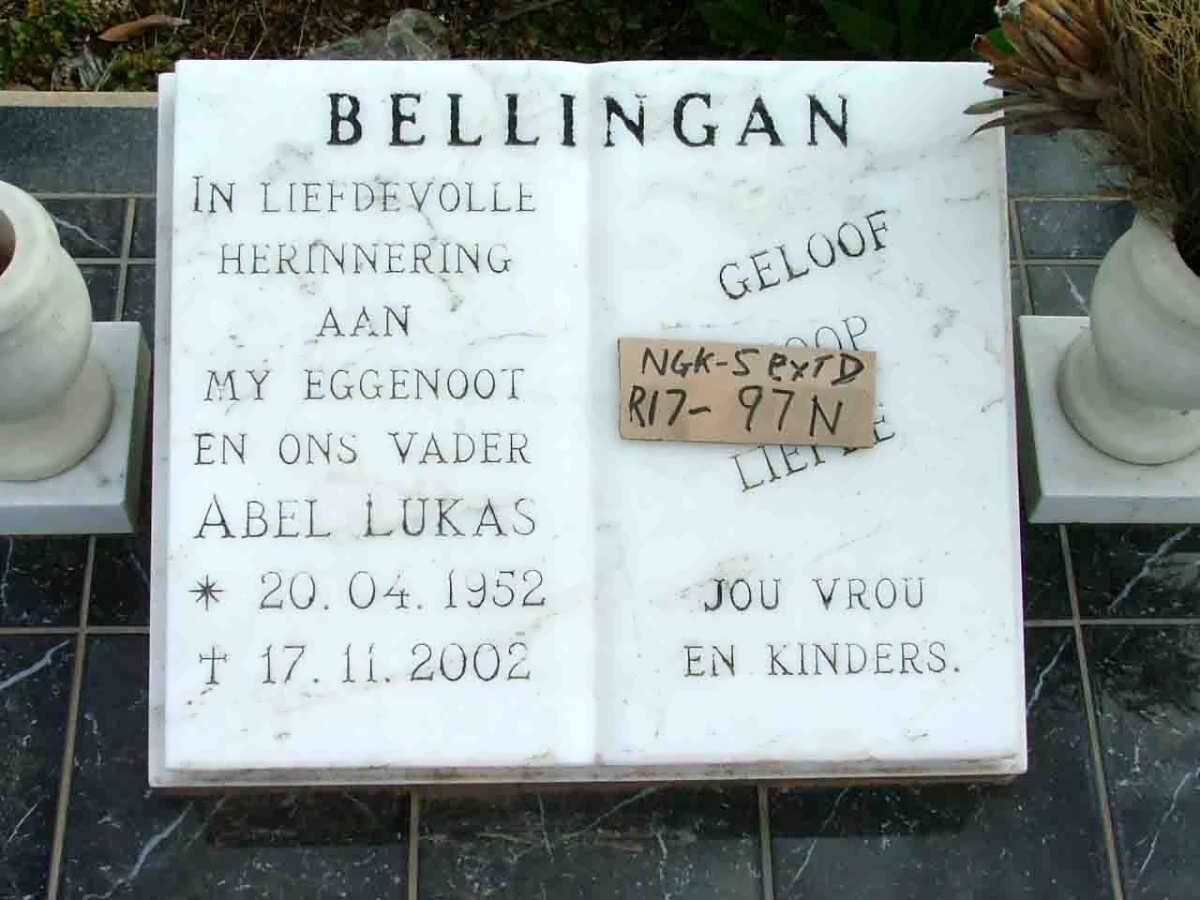 BELLINGAN
IN LIEFDEVOLLE
HERINNERING
AAN
MY EGGENOOT
EN ONS VADER
ABEL LUKAS
* 20.04.1952
† 17.11.2002
GELOOF
NGK-5 EXTD
R17- 97N
JOU VROU
EN KINDERS.